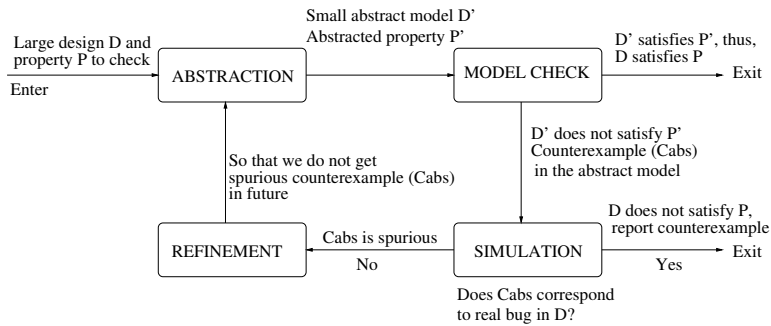 Large design D and
property P to check
Enter
ABSTRACTION
Small abstract model D'
Abstracted property P'
MODEL CHECK
D' satisfies P', thus,
D satisfies P
Exit
D' does not satisfy P'
Counterexample (Cabs)
in the abstract model
So that we do not get
spurious counterexample (Cabs)
in future
REFINEMENT
Cabs is spurious
No
SIMULATION
D does not satisfy P,
report counterexample
Exit
Yes
Does Cabs correspond
to real bug in D?